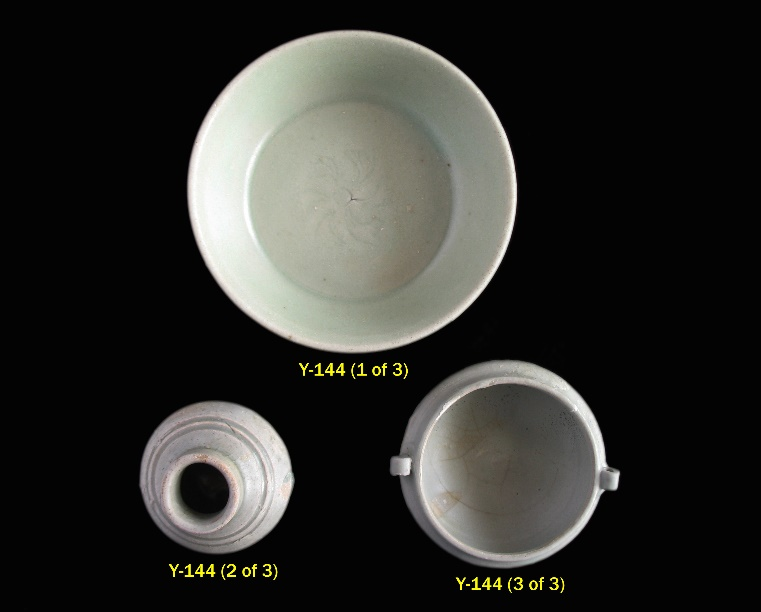 Y-144 (1 of 3)
Y-144 (2 of 3)
Y-144 (3 of 3)